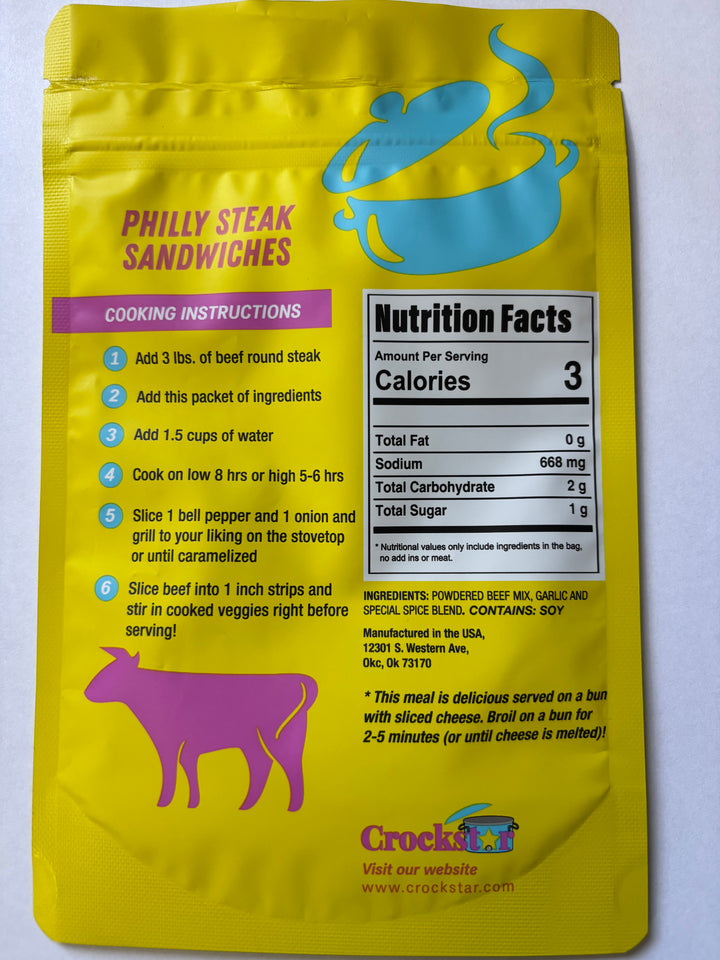 PHILLY STEAK
SANDWICHES
COOKING INSTRUCTIONS
1 Add 3 lbs. of beef round steak
2 Add this packet of ingredients
3 Add 1.5 cups of water
4 Cook on low 8 hrs or high 5-6 hrs
5 Slice 1 bell pepper and 1 onion and
grill to your liking on the stovetop
or until caramelized
6 Slice beef into 1 inch strips and
stir in cooked veggies right before
serving!
Nutrition Facts
Amount Per Serving
Calories 3
Total Fat 0 g
Sodium 668 mg
Total Carbohydrate 2 g
Total Sugar 1 g
* Nutritional values only include ingredients in the bag,
no add ins or meat.
INGREDIENTS: POWDERED BEEF MIX, GARLIC AND
SPECIAL SPICE BLEND. CONTAINS: SOY
Manufactured in the USA,
12301 S. Western Ave,
Okc, Ok 73170
* This meal is delicious served on a bun
with sliced cheese. Broil on a bun for
2-5 minutes (or until cheese is melted)!
Crockstar
Visit our website
www.crockstar.com